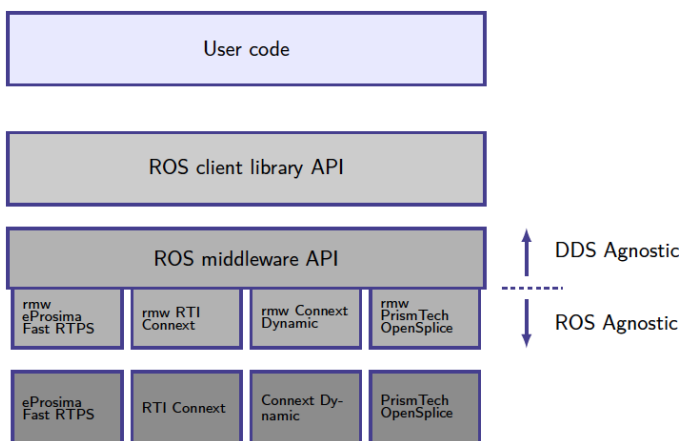 User code
ROS client library API
ROS middleware API
DDS Agnostic
ROS Agnostic
rmw
eProsima
Fast RTPS
rmw RTI
Connext
rmw Connext
Dynamic
rmw
PrismTech
OpenSplice
eProsima
Fast RTPS
RTI Connext
Connext Dy-
namic
PrismTech
OpenSplice